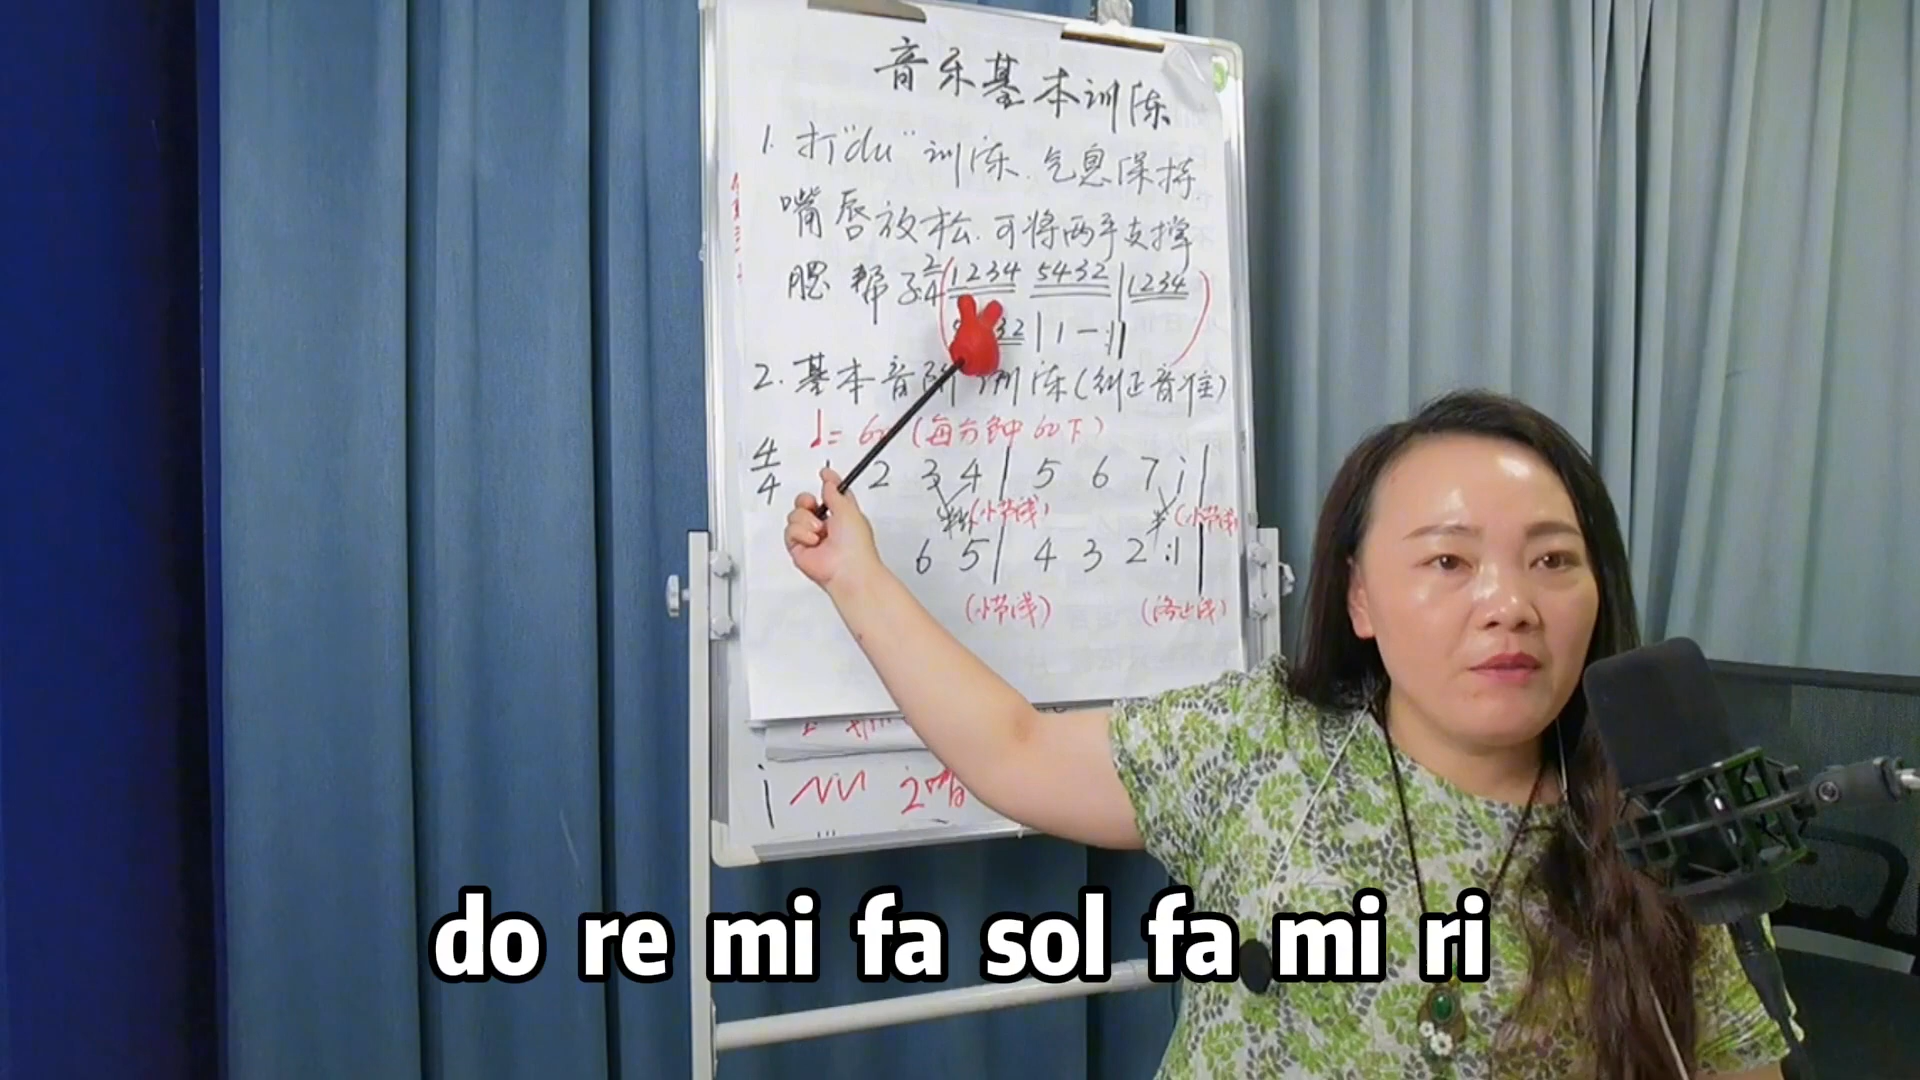 音乐基本训练
1. 打"du"训练.气息保持
嘴唇放松.可将两手支撑
腮帮子 2/4 (1234 5432 | 1234
32 | 1 — :|)
2. 基本音阶训练(纠正音准)
(每分钟60下)
4/4 2 3 4 | 5 6 7 i |
(小节线) 半 (小节线
6 5 | 4 3 2 :|
(小节线) (终止线)
do re mi fa sol fa mi ri